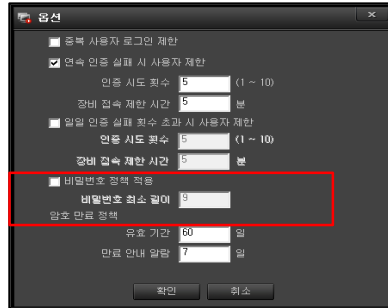 옵션
중복 사용자 로그인 제한
연속 인증 실패 시 사용자 제한
인증 시도 횟수 5 (1 ~ 10)
장비 접속 제한 시간 5 분
일일 인증 실패 횟수 초과 시 사용자 제한
인증 시도 횟수 5 (1 ~ 10)
장비 접속 제한 시간 5 분
비밀번호 정책 적용
비밀번호 최소 길이 9
암호 만료 정책
유효 기간 60 일
만료 안내 알람 7 일
확인 취소